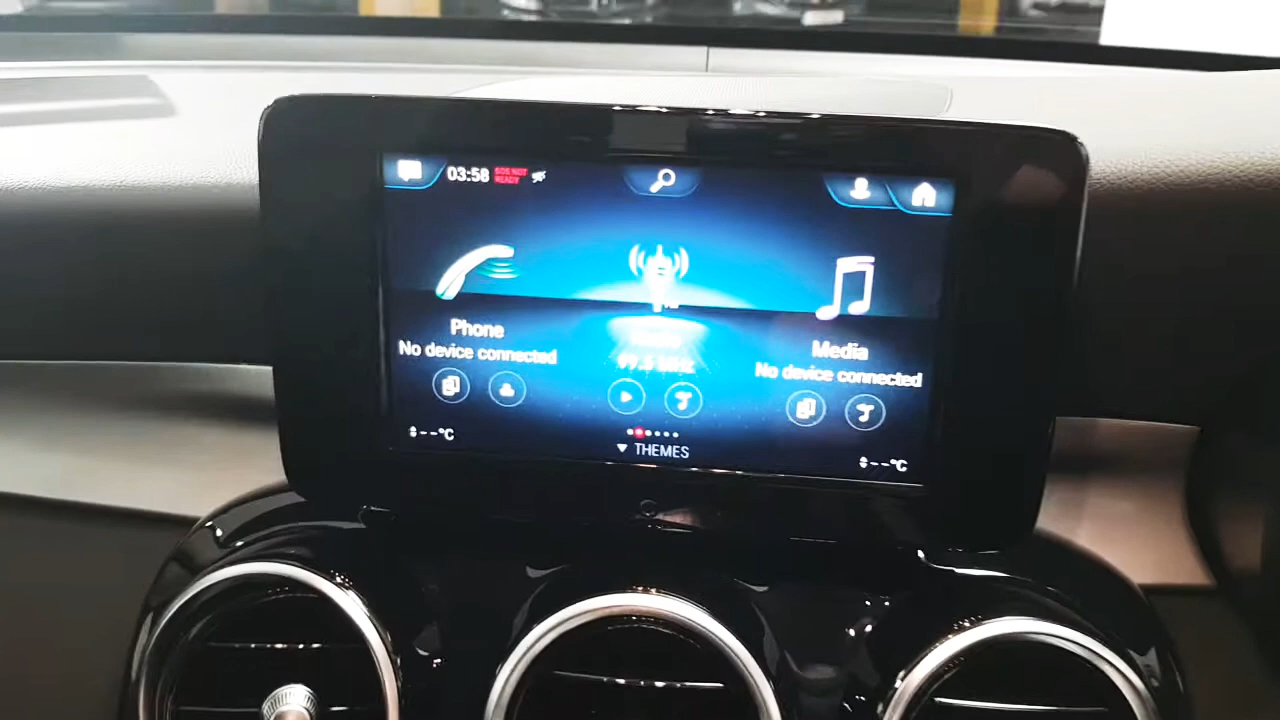 03:58
SOS NOT
READY
Phone
No device connected
Media
No device connected
--°C
THEMES
--°C